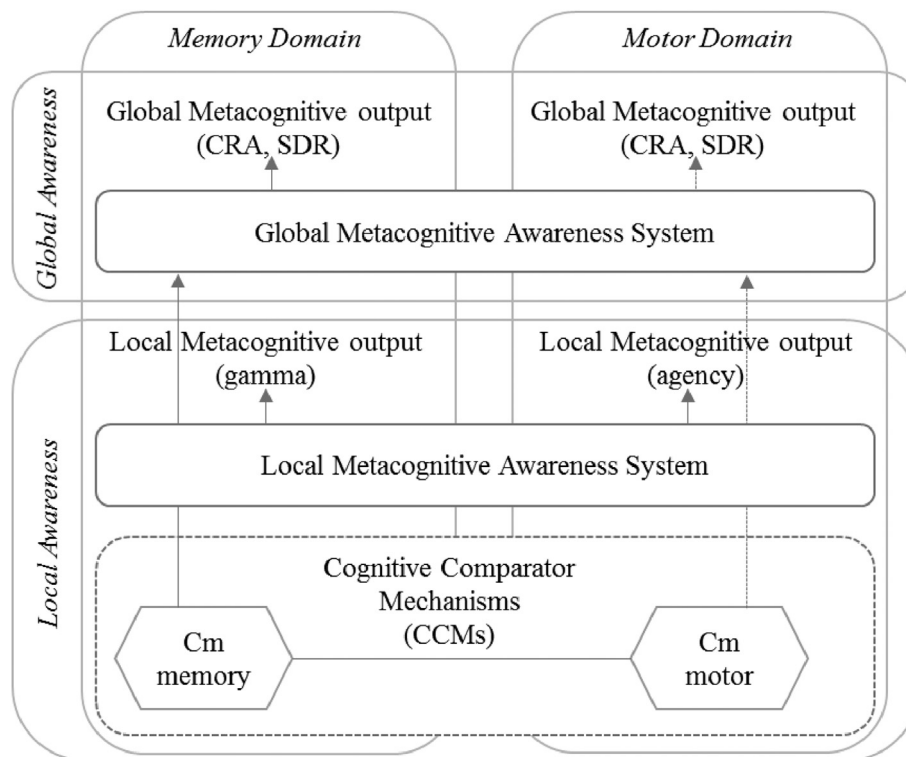 Memory Domain
Motor Domain
Global Awareness
Global Metacognitive output
(CRA, SDR)
Global Metacognitive output
(CRA, SDR)
Global Metacognitive Awareness System
Local Awareness
Local Metacognitive output
(gamma)
Local Metacognitive output
(agency)
Local Metacognitive Awareness System
Cognitive Comparator
Mechanisms
(CCMs)
Cm
memory
Cm
motor